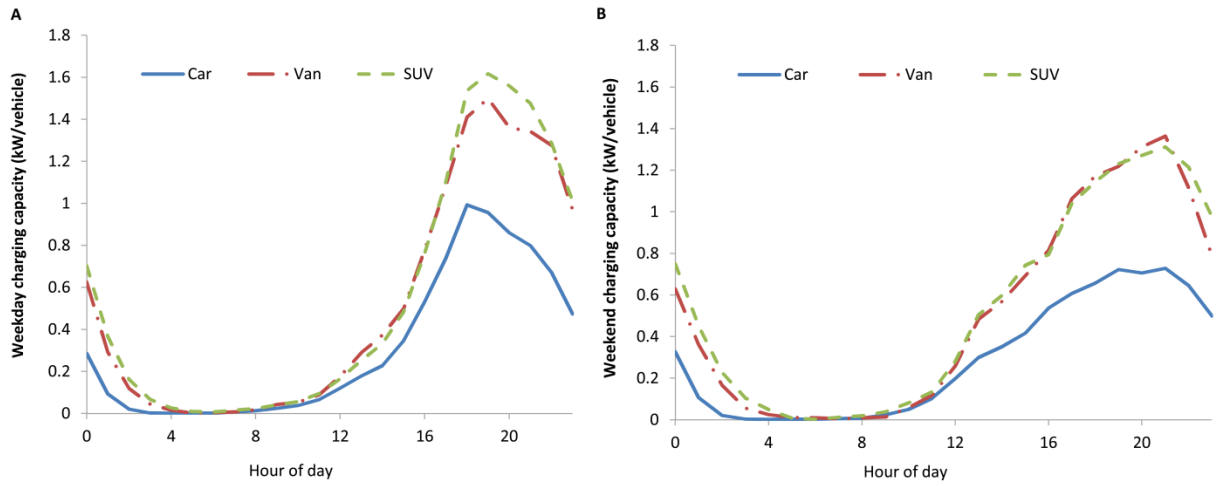 A
Weekday charging capacity (kW/vehicle)
1.8
1.6
1.4
1.2
1
0.8
0.6
0.4
0.2
0
Car
Van
SUV
0 4 8 12 16 20
Hour of day
B
Weekend charging capacity (kW/vehicle)
1.8
1.6
1.4
1.2
1
0.8
0.6
0.4
0.2
0
Car
Van
SUV
0 4 8 12 16 20
Hour of day